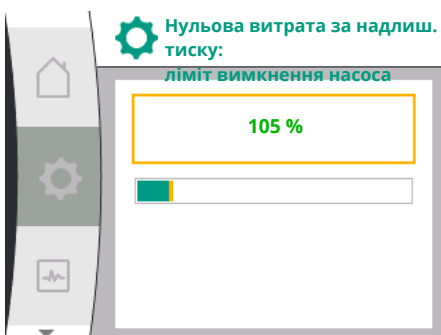 Нульова витрата за надлиш.
тиску:
ліміт вимкнення насоса
105 %